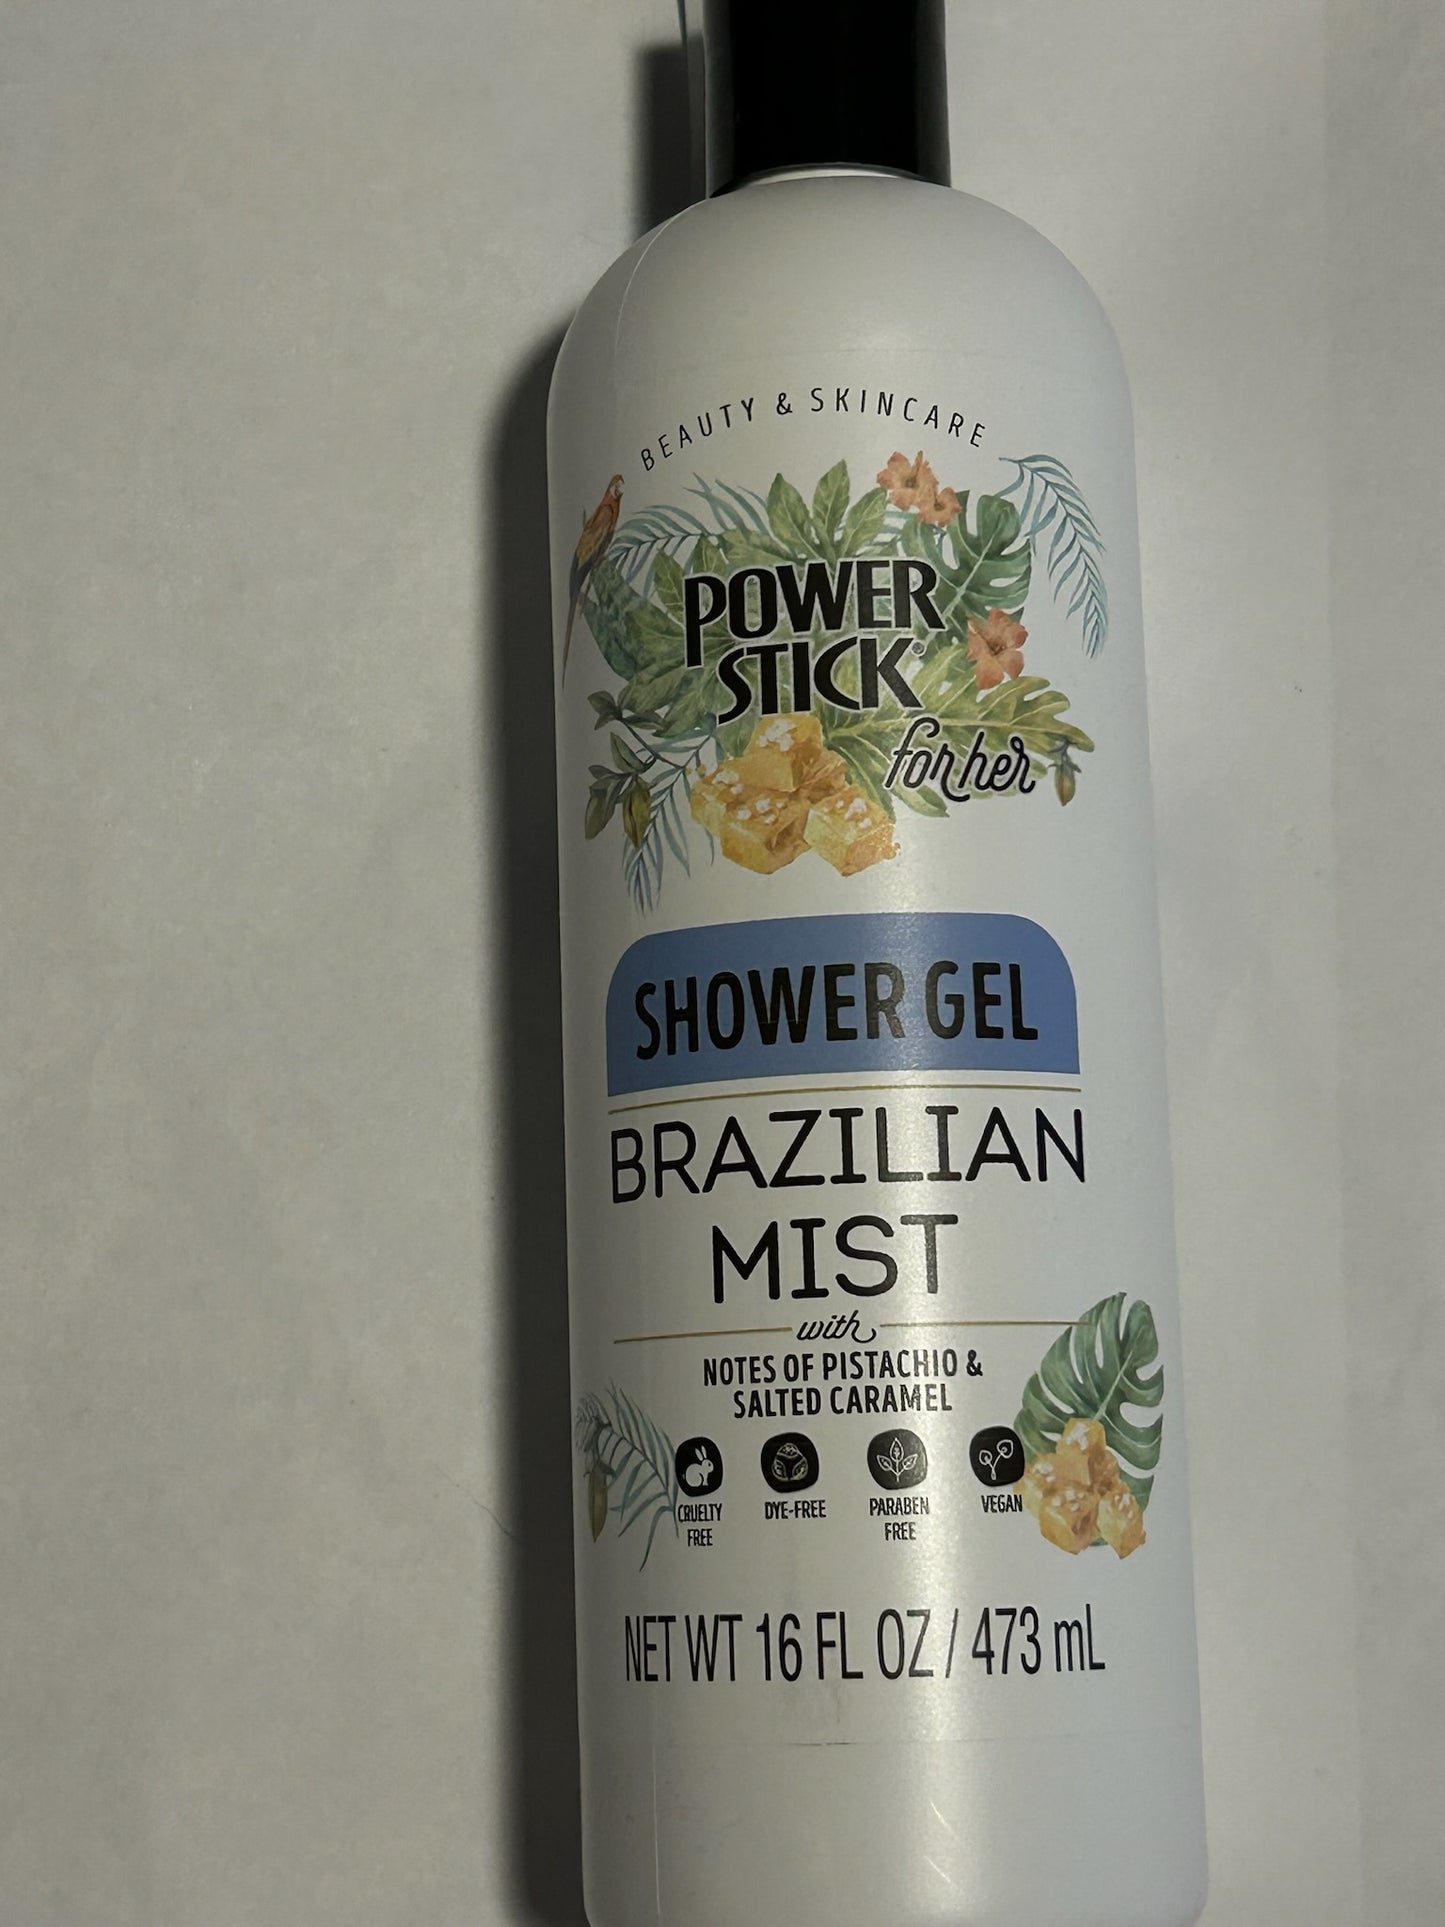 BEAUTY & SKINCARE
POWER
STICK®
for her
SHOWER GEL
BRAZILIAN
MIST
with
NOTES OF PISTACHIO &
SALTED CARAMEL
CRUELTY
FREE
DYE-FREE
PARABEN
FREE
VEGAN
NET WT 16 FL OZ / 473 mL